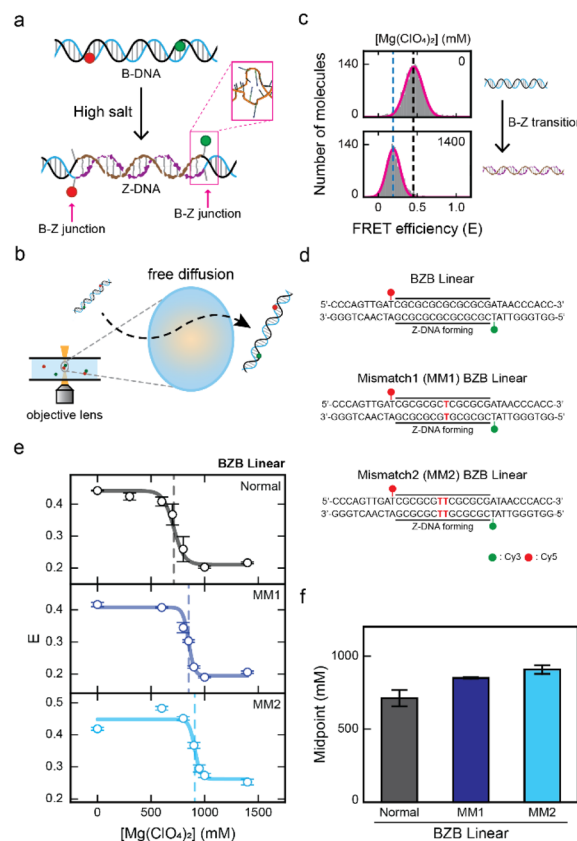 a
B-DNA
High salt
Z-DNA
B-Z junction
B-Z junction
b
free diffusion
objective lens
c
[Mg(ClO₄)₂] (mM)
Number of molecules
140
0
0
140
1400
0
0.0
0.5
1.0
FRET efficiency (E)
B-Z transition
d
BZB Linear
5'-CCCAGTTGATCGCGCGCGCGCGCGATAACCCACC-3'
3'-GGGTCAACTAGCGCGCGCGCGCGCTATTGGGTGG-5'
Z-DNA forming
Mismatch1 (MM1) BZB Linear
5'-CCCAGTTGATCGCGCGCTCGCGCGATAACCCACC-3'
3'-GGGTCAACTAGCGCGCGTGCGCGCTATTGGGTGG-5'
Z-DNA forming
Mismatch2 (MM2) BZB Linear
5'-CCCAGTTGATCGCGCGTTCGCGCGATAACCCACC-3'
3'-GGGTCAACTAGCGCGCTTGCGCGCTATTGGGTGG-5'
Z-DNA forming
: Cy3 : Cy5
e
BZB Linear
Normal
0.4
0.3
0.2
MM1
0.4
0.3
0.2
MM2
0.5
0.4
0.3
0.2
E
0 500 1000 1500
[Mg(ClO₄)₂] (mM)
f
Midpoint (mM)
1000
500
0
Normal MM1 MM2
BZB Linear